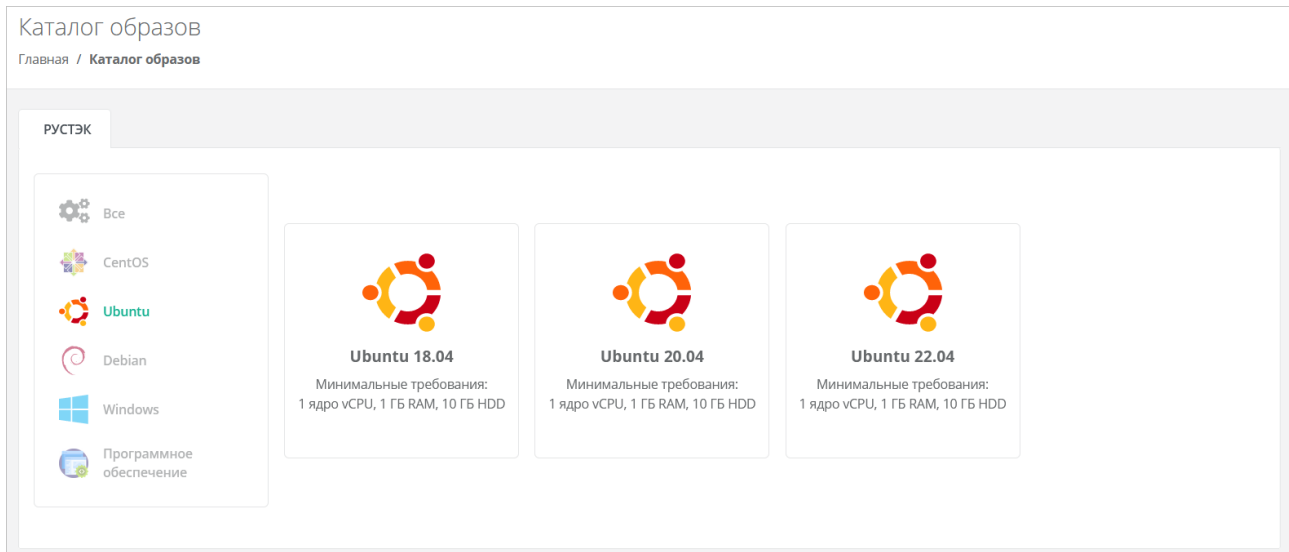 Каталог образов
Главная / Каталог образов
РУСТЭК
Все
CentOS
Ubuntu
Debian
Windows
Программное
обеспечение
Ubuntu 18.04
Минимальные требования:
1 ядро vCPU, 1 ГБ RAM, 10 ГБ HDD
Ubuntu 20.04
Минимальные требования:
1 ядро vCPU, 1 ГБ RAM, 10 ГБ HDD
Ubuntu 22.04
Минимальные требования:
1 ядро vCPU, 1 ГБ RAM, 10 ГБ HDD